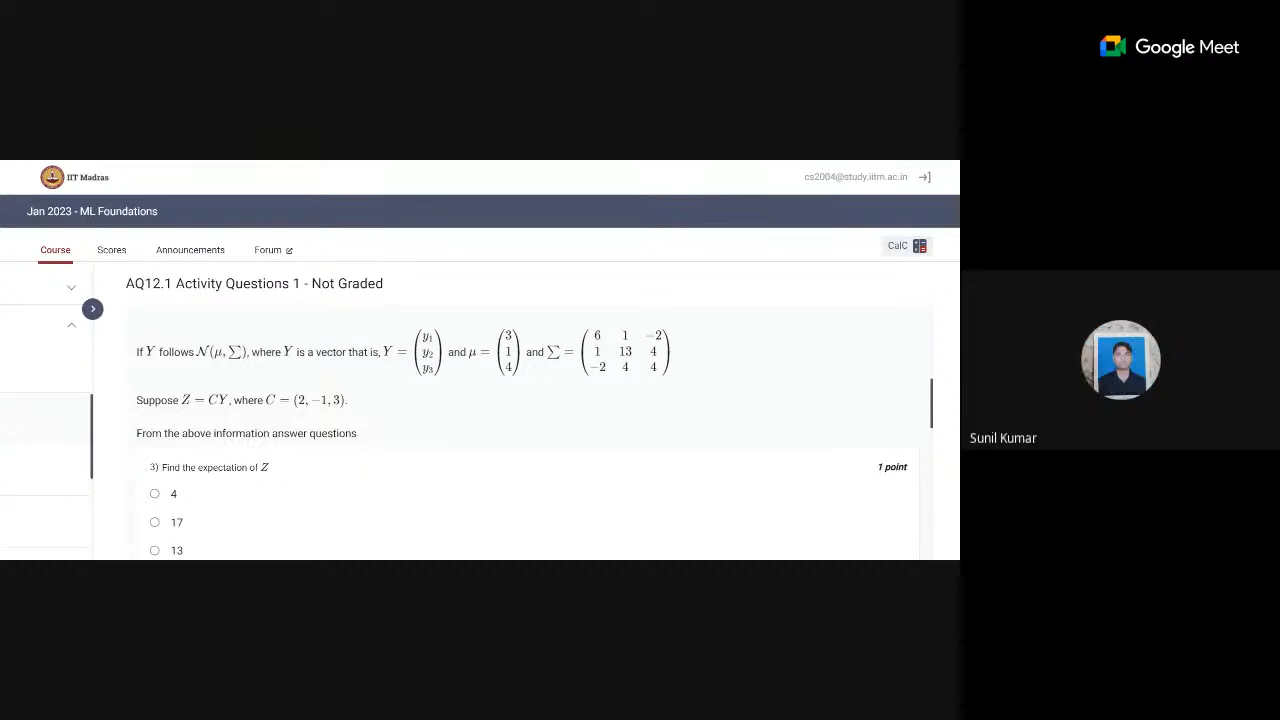 Google Meet
IIT Madras
cs2004@study.iitm.ac.in
Jan 2023 - ML Foundations
Course Scores Announcements Forum
CalC
AQ12.1 Activity Questions 1 - Not Graded
If Y follows N(μ, ∑), where Y is a vector that is, Y = (y₁ y₂ y₃) and μ = (3 1 4) and ∑ = (6 1 −2 1 13 4 −2 4 4)
Suppose Z = CY, where C = (2, −1, 3).
From the above information answer questions
3) Find the expectation of Z 1 point
4
17
13
Sunil Kumar